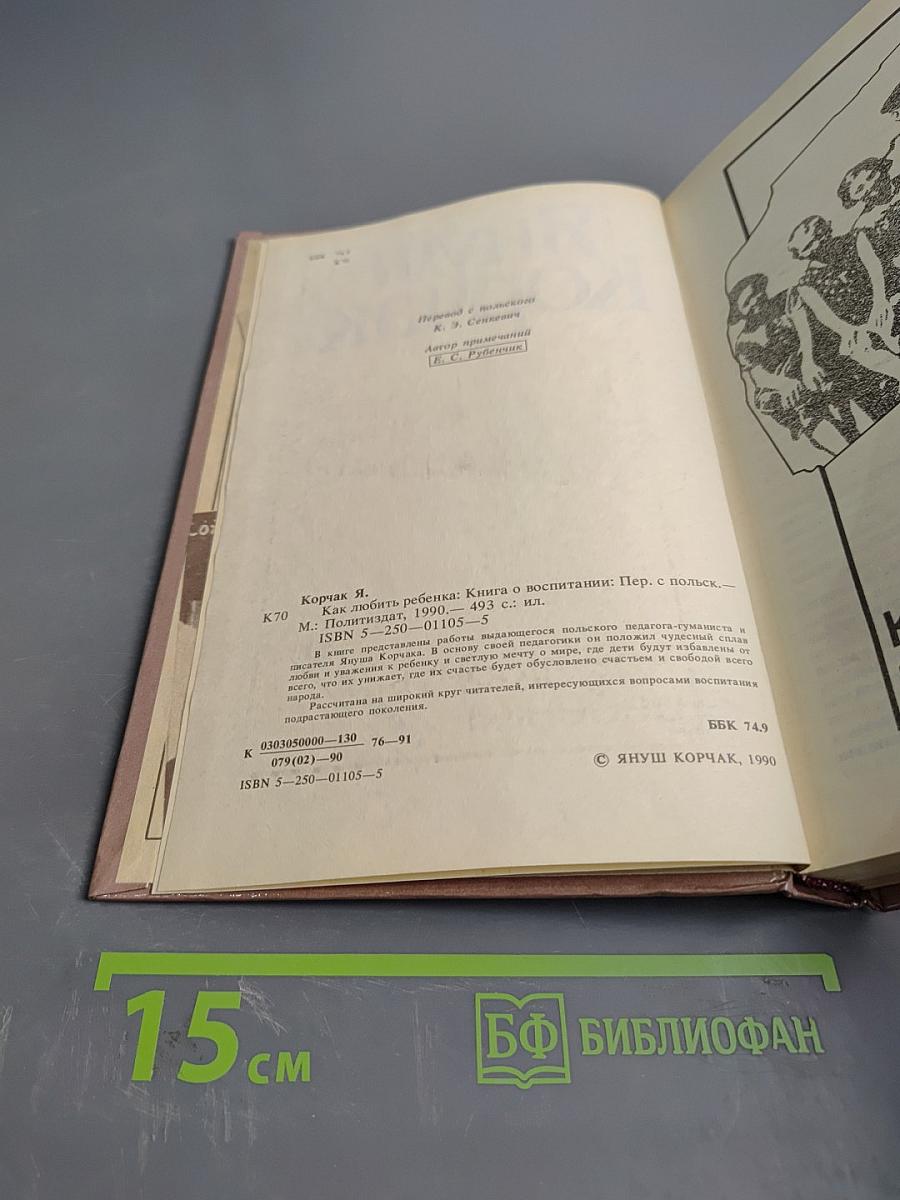 Перевод с польского
К. Э. Сенкевич
Автор примечаний
Е. С. Рубенчик
Корчак Я.
К70 Как любить ребенка: Книга о воспитании: Пер. с польск.—
М.: Политиздат, 1990.— 493 с.: ил.
ISBN 5—250—01105—5
В книге представлены работы выдающегося польского педагога-гуманиста и
писателя Януша Корчака. В основу своей педагогики он положил чудесный сплав
любви и уважения к ребенку и светлую мечту о мире, где дети будут избавлены от
всего, что их унижает, где их счастье будет обусловлено счастьем и свободой всего
народа.
Рассчитана на широкий круг читателей, интересующихся вопросами воспитания
подрастающего поколения.
К 0303050000—130 76—91
079(02)—90
ББК 74.9
ISBN 5—250—01105—5
© ЯНУШ КОРЧАК, 1990
15 см
БФ БИБЛИОФАН